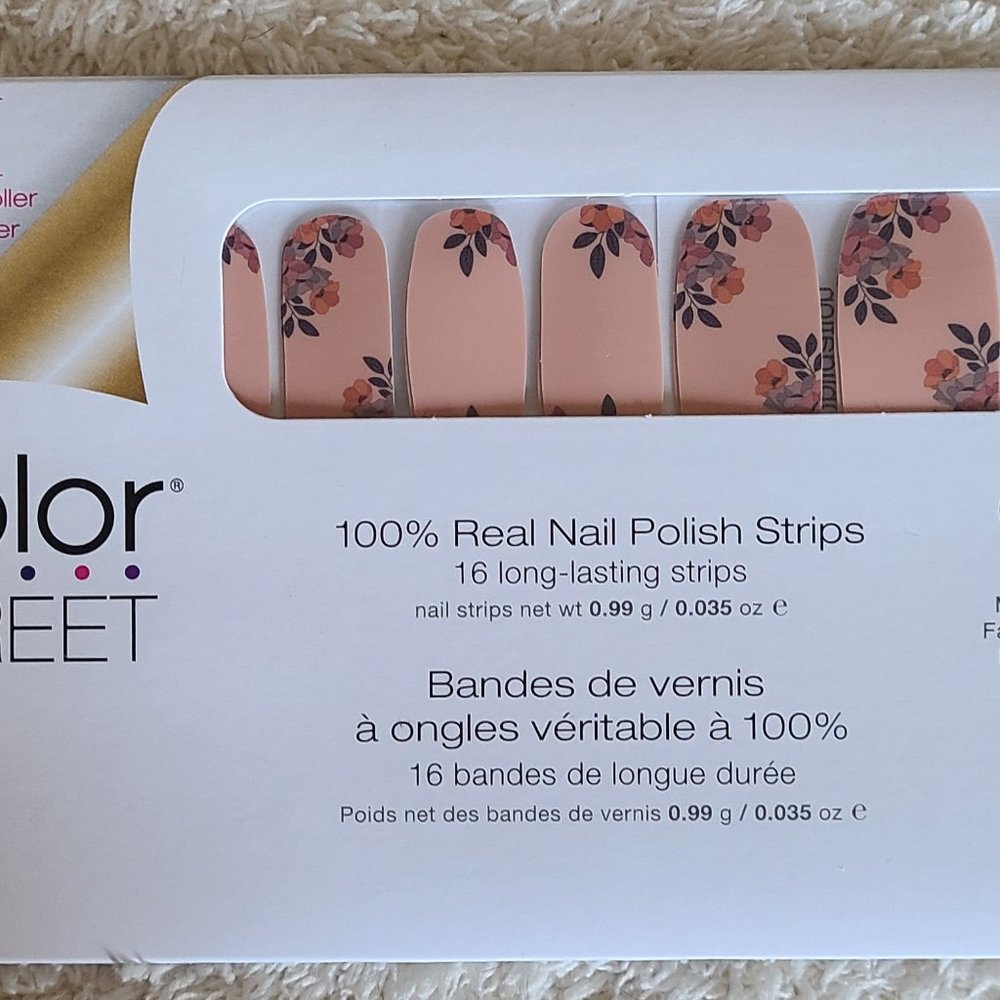 oller
er
olor®
REET
100% Real Nail Polish Strips
16 long-lasting strips
nail strips net wt 0.99 g / 0.035 oz ℮
Bandes de vernis
à ongles véritable à 100%
16 bandes de longue durée
Poids net des bandes de vernis 0.99 g / 0.035 oz ℮